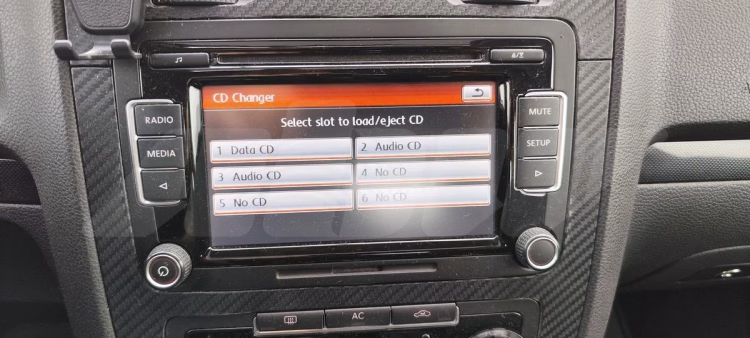 CD Changer
Select slot to load/eject CD
1 Data CD
2 Audio CD
3 Audio CD
4 No CD
5 No CD
6 No CD
RADIO
MEDIA
MUTE
SETUP
AC